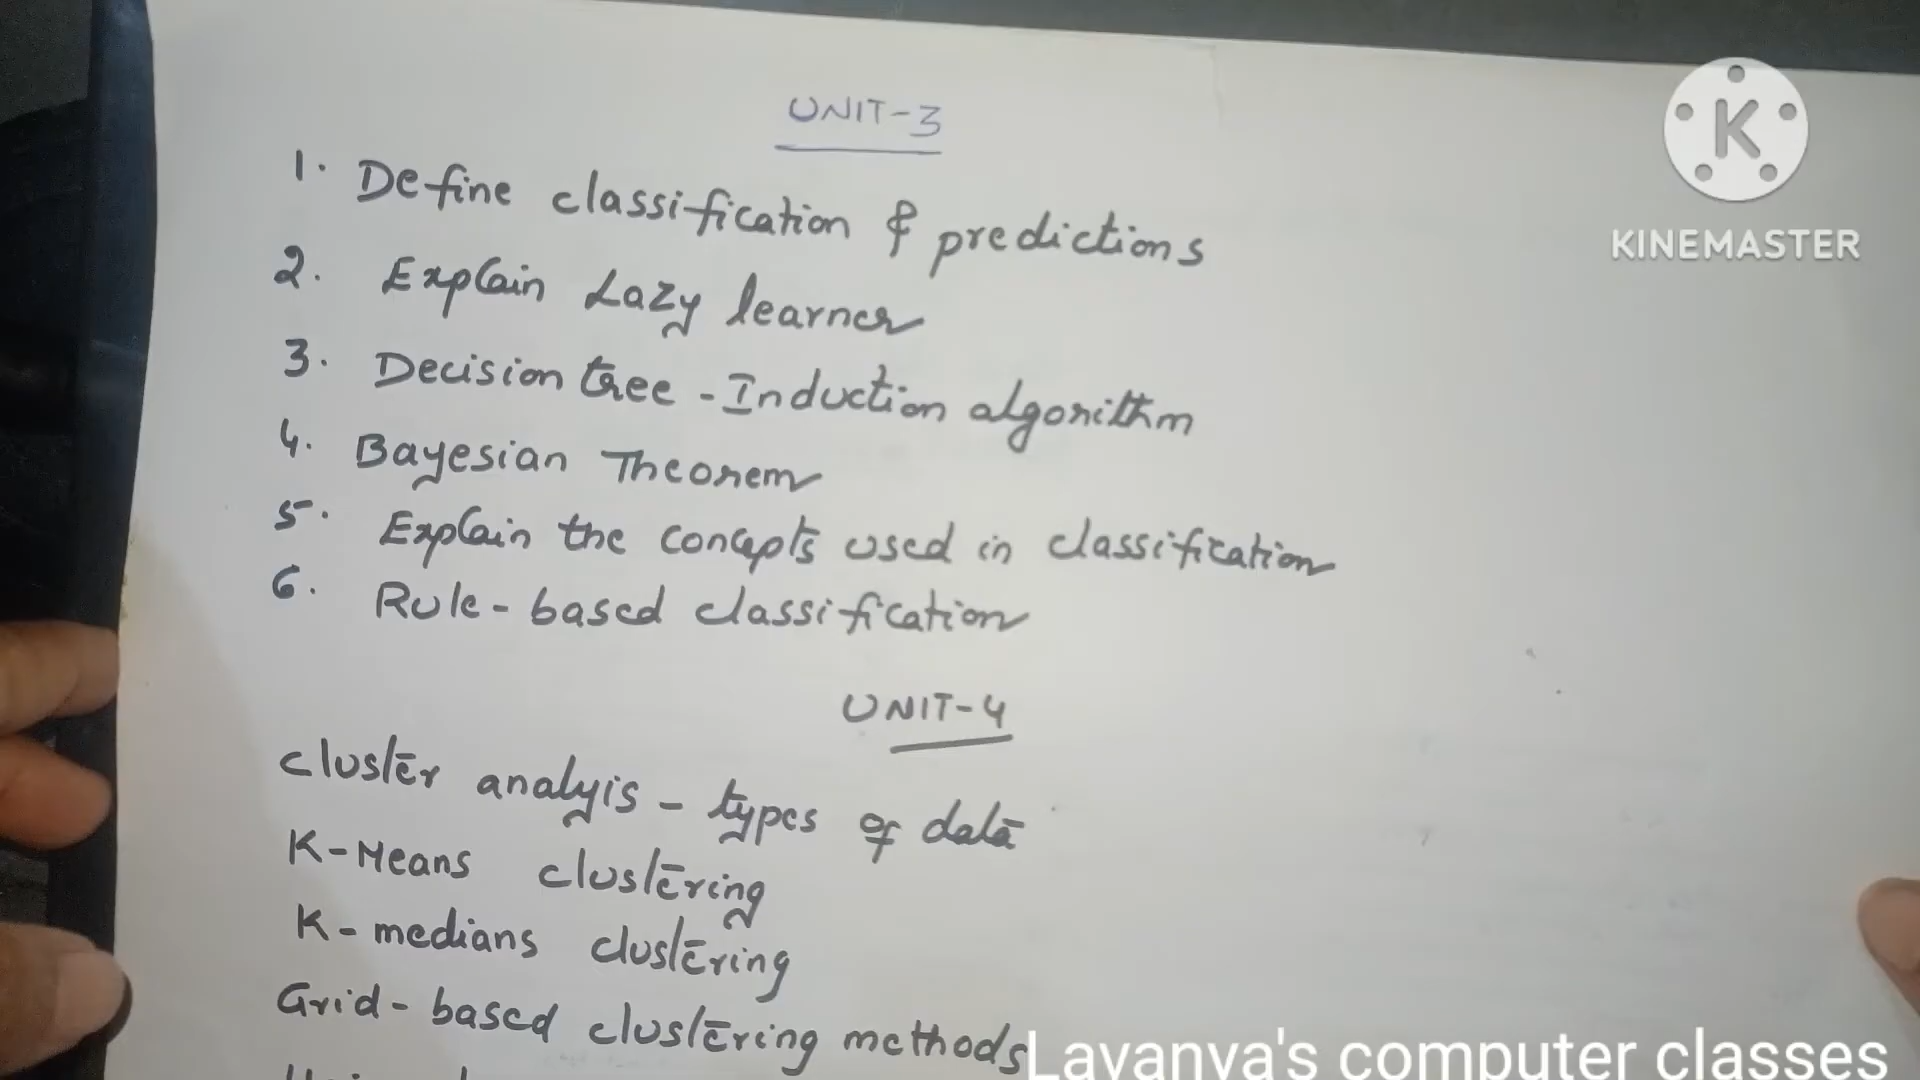 UNIT-3
1. Define classification & predictions
2. Explain Lazy learner
3. Decision tree - Induction algorithm
4. Bayesian Theorem
5. Explain the concepts used in classification
6. Rule-based classification
UNIT-4
Cluster analyis - types of data
K-Means clustering
K-medians clustering
Grid-based clustering methods
K
KINEMASTER
Lavanya's computer classes